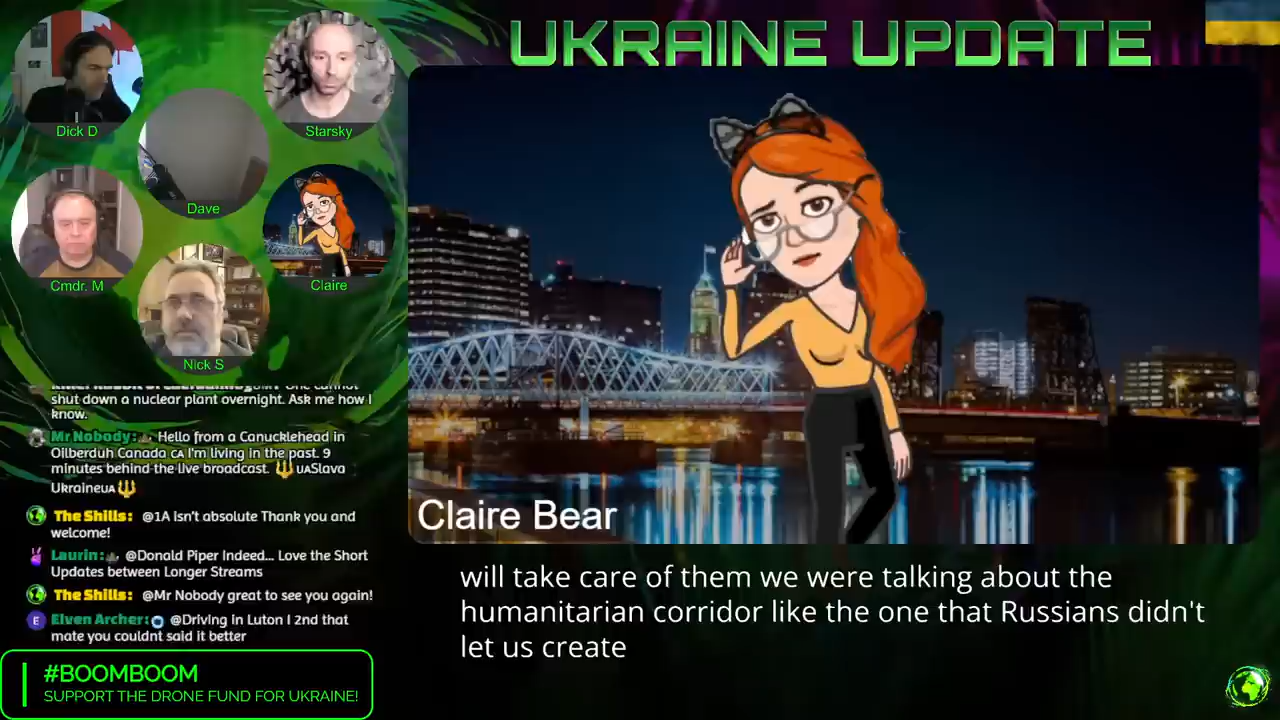 UKRAINE UPDATE
Dick D
Starsky
Dave
Cmdr. M
Claire
Nick S
One cannot
shut down a nuclear plant overnight. Ask me how I
know.
Mr Nobody: Hello from a Canucklehead in
Oilberduh Canada CA I'm living in the past. 9
minutes behind the live broadcast. UASlava
UkraineUA
The Shills: @1A isn't absolute Thank you and
welcome!
Laurin: @Donald Piper Indeed... Love the Short
Updates between Longer Streams
The Shills: @Mr Nobody great to see you again!
E Elven Archer: @Driving in Luton I 2nd that
mate you couldnt said it better
#BOOMBOOM
SUPPORT THE DRONE FUND FOR UKRAINE!
Claire Bear
will take care of them we were talking about the
humanitarian corridor like the one that Russians didn't
let us create